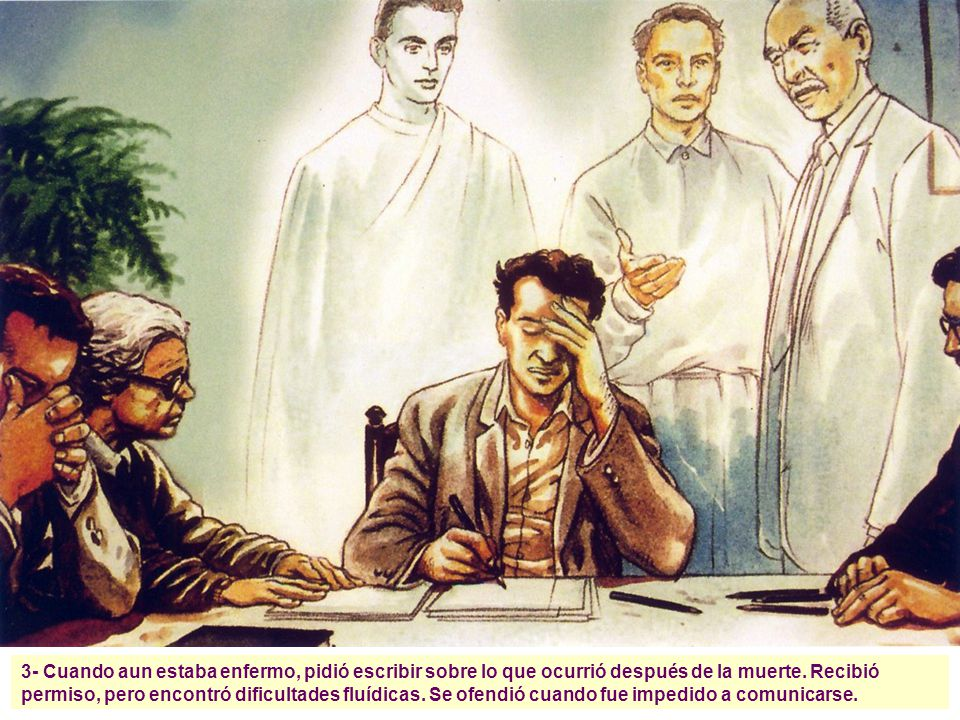 3- Cuando aun estaba enfermo, pidió escribir sobre lo que ocurrió después de la muerte. Recibió
permiso, pero encontró dificultades fluídicas. Se ofendió cuando fue impedido a comunicarse.